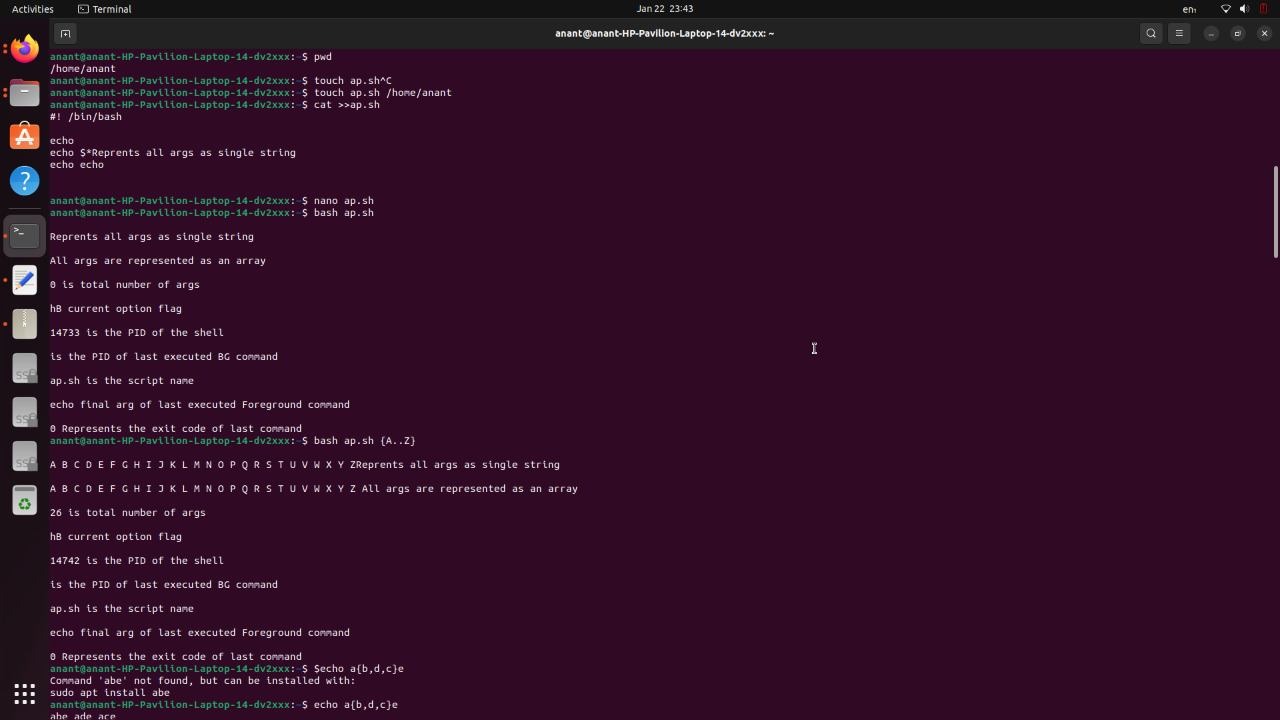 Activities Terminal Jan 22 23:43 en₁
anant@anant-HP-Pavilion-Laptop-14-dv2xxx: ~
anant@anant-HP-Pavilion-Laptop-14-dv2xxx:~$ pwd
/home/anant
anant@anant-HP-Pavilion-Laptop-14-dv2xxx:~$ touch ap.sh^C
anant@anant-HP-Pavilion-Laptop-14-dv2xxx:~$ touch ap.sh /home/anant
anant@anant-HP-Pavilion-Laptop-14-dv2xxx:~$ cat >>ap.sh
#! /bin/bash
echo
echo $*Reprents all args as single string
echo echo
anant@anant-HP-Pavilion-Laptop-14-dv2xxx:~$ nano ap.sh
anant@anant-HP-Pavilion-Laptop-14-dv2xxx:~$ bash ap.sh
Reprents all args as single string
All args are represented as an array
0 is total number of args
hB current option flag
14733 is the PID of the shell
is the PID of last executed BG command
ap.sh is the script name
echo final arg of last executed Foreground command
0 Represents the exit code of last command
anant@anant-HP-Pavilion-Laptop-14-dv2xxx:~$ bash ap.sh {A..Z}
A B C D E F G H I J K L M N O P Q R S T U V W X Y ZReprents all args as single string
A B C D E F G H I J K L M N O P Q R S T U V W X Y Z All args are represented as an array
26 is total number of args
hB current option flag
14742 is the PID of the shell
is the PID of last executed BG command
ap.sh is the script name
echo final arg of last executed Foreground command
0 Represents the exit code of last command
anant@anant-HP-Pavilion-Laptop-14-dv2xxx:~$ $echo a{b,d,c}e
Command 'abe' not found, but can be installed with:
sudo apt install abe
anant@anant-HP-Pavilion-Laptop-14-dv2xxx:~$ echo a{b,d,c}e
abe ade ace